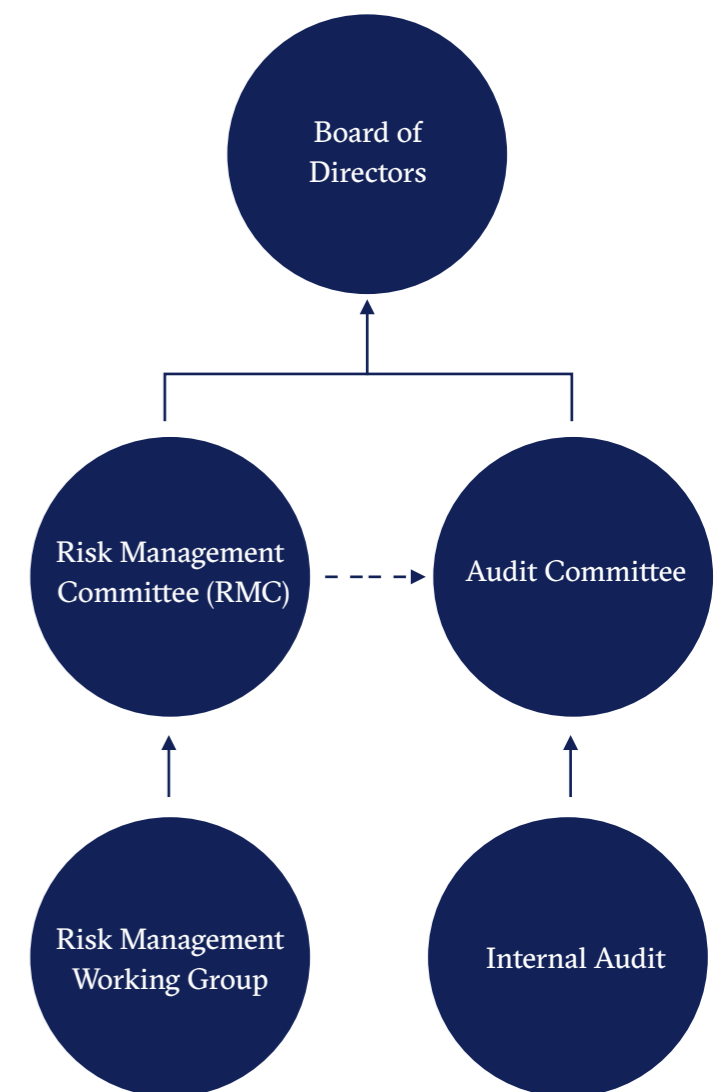 Board of
Directors
Risk Management
Committee (RMC)
Audit Committee
Risk Management
Working Group
Internal Audit